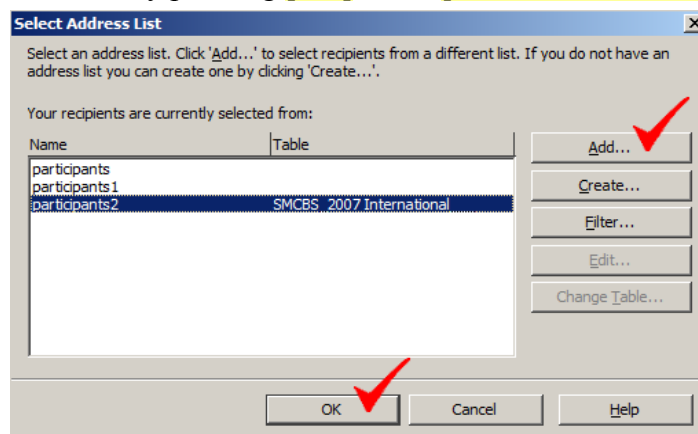 Select Address List
Select an address list. Click 'Add...' to select recipients from a different list. If you do not have an
address list you can create one by clicking 'Create...'.
Your recipients are currently selected from:
Name Table
Add...
participants
participants1
participants2 SMCBS_2007 International
Create...
Filter...
Edit...
Change Table...
OK Cancel Help